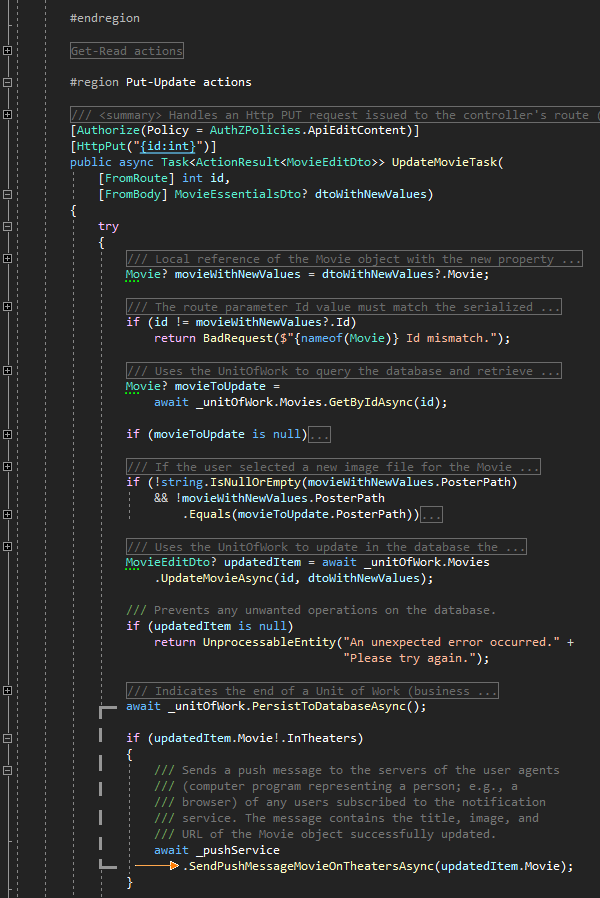 #endregion
Get-Read actions
#region Put-Update actions
/// <summary> Handles an Http PUT request issued to the controller's route (
[Authorize(Policy = AuthZPolicies.ApiEditContent)]
[HttpPut("{id:int}")]
public async Task<ActionResult<MovieEditDto>> UpdateMovieTask(
[FromRoute] int id,
[FromBody] MovieEssentialsDto? dtoWithNewValues)
{
try
{
/// Local reference of the Movie object with the new property ...
Movie? movieWithNewValues = dtoWithNewValues?.Movie;
/// The route parameter Id value must match the serialized ...
if (id != movieWithNewValues?.Id)
return BadRequest($"{nameof(Movie)} Id mismatch.");
/// Uses the UnitOfWork to query the database and retrieve ...
Movie? movieToUpdate =
await _unitOfWork.Movies.GetByIdAsync(id);
if (movieToUpdate is null)...
/// If the user selected a new image file for the Movie ...
if (!string.IsNullOrEmpty(movieWithNewValues.PosterPath)
&& !movieWithNewValues.PosterPath
.Equals(movieToUpdate.PosterPath))...
/// Uses the UnitOfWork to update in the database the ...
MovieEditDto? updatedItem = await _unitOfWork.Movies
.UpdateMovieAsync(id, dtoWithNewValues);
/// Prevents any unwanted operations on the database.
if (updatedItem is null)
return UnprocessableEntity("An unexpected error occurred." +
"Please try again.");
/// Indicates the end of a Unit of Work (business ...
await _unitOfWork.PersistToDatabaseAsync();
if (updatedItem.Movie!.InTheaters)
{
/// Sends a push message to the servers of the user agents
/// (computer program representing a person; e.g., a
/// browser) of any users subscribed to the notification
/// service. The message contains the title, image, and
/// URL of the Movie object successfully updated.
await _pushService
.SendPushMessageMovieOnTheatersAsync(updatedItem.Movie);
}